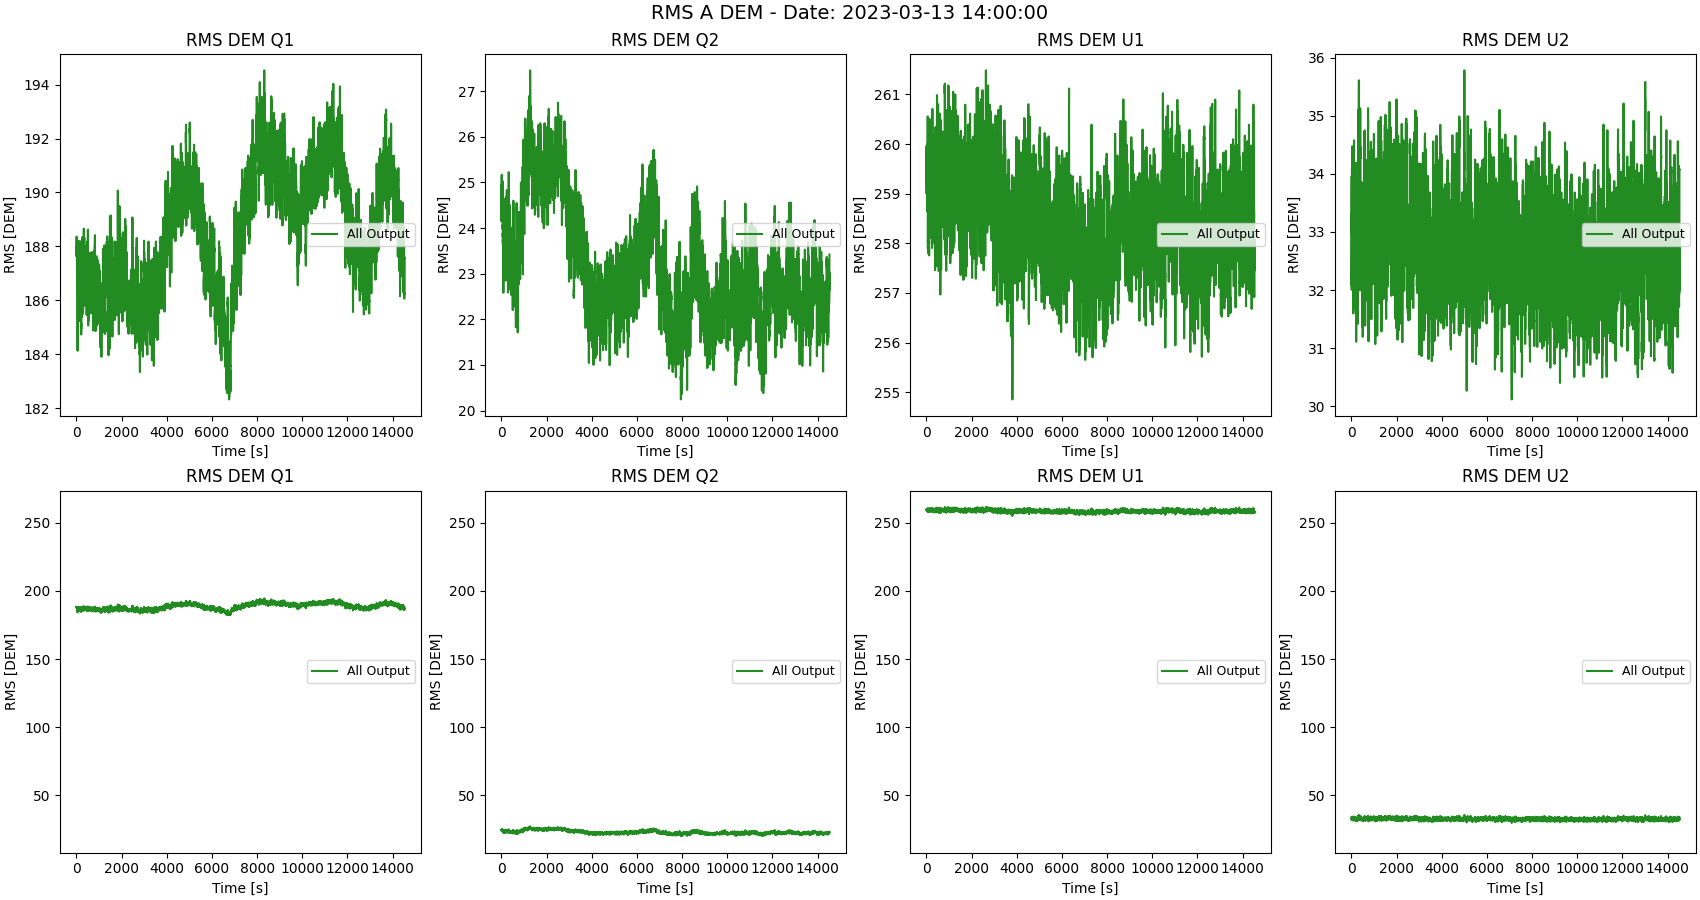 RMS A DEM - Date: 2023-03-13 14:00:00
RMS DEM Q1
RMS [DEM]
194
192
190
188
186
184
182
All Output
0 2000 4000 6000 8000 10000 12000 14000
Time [s]
RMS DEM Q2
RMS [DEM]
27
26
25
24
23
22
21
20
All Output
0 2000 4000 6000 8000 10000 12000 14000
Time [s]
RMS DEM U1
RMS [DEM]
261
260
259
258
257
256
255
All Output
0 2000 4000 6000 8000 10000 12000 14000
Time [s]
RMS DEM U2
RMS [DEM]
36
35
34
33
32
31
30
All Output
0 2000 4000 6000 8000 10000 12000 14000
Time [s]
RMS DEM Q1
RMS [DEM]
250
200
150
100
50
All Output
0 2000 4000 6000 8000 10000 12000 14000
Time [s]
RMS DEM Q2
RMS [DEM]
250
200
150
100
50
All Output
0 2000 4000 6000 8000 10000 12000 14000
Time [s]
RMS DEM U1
RMS [DEM]
250
200
150
100
50
All Output
0 2000 4000 6000 8000 10000 12000 14000
Time [s]
RMS DEM U2
RMS [DEM]
250
200
150
100
50
All Output
0 2000 4000 6000 8000 10000 12000 14000
Time [s]